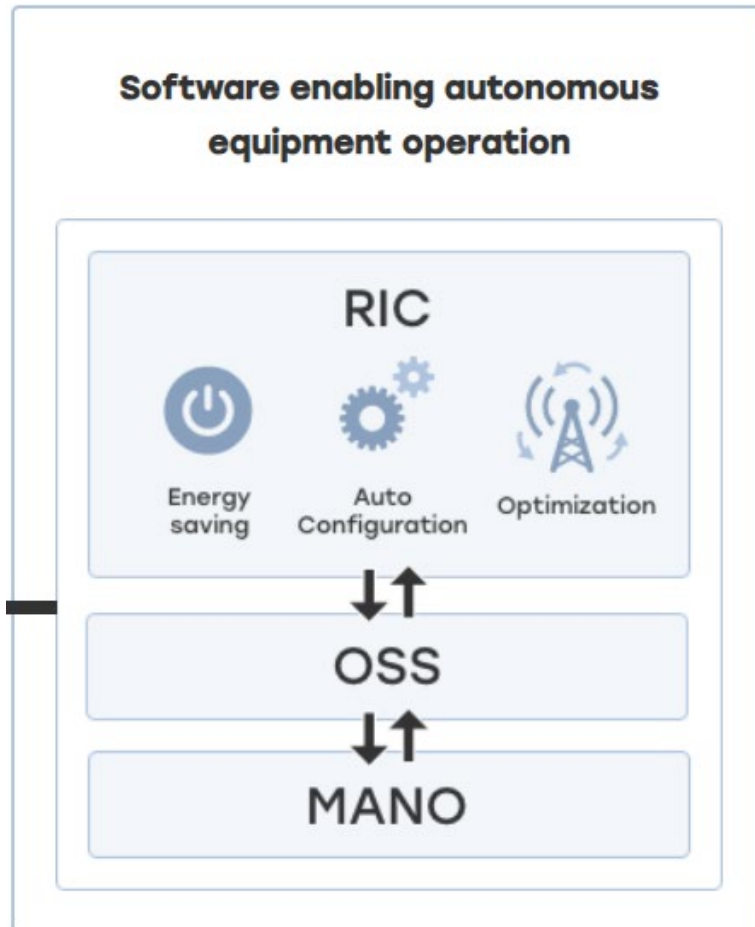 Software enabling autonomous
equipment operation
RIC
Energy
saving
Auto
Configuration
Optimization
OSS
MANO